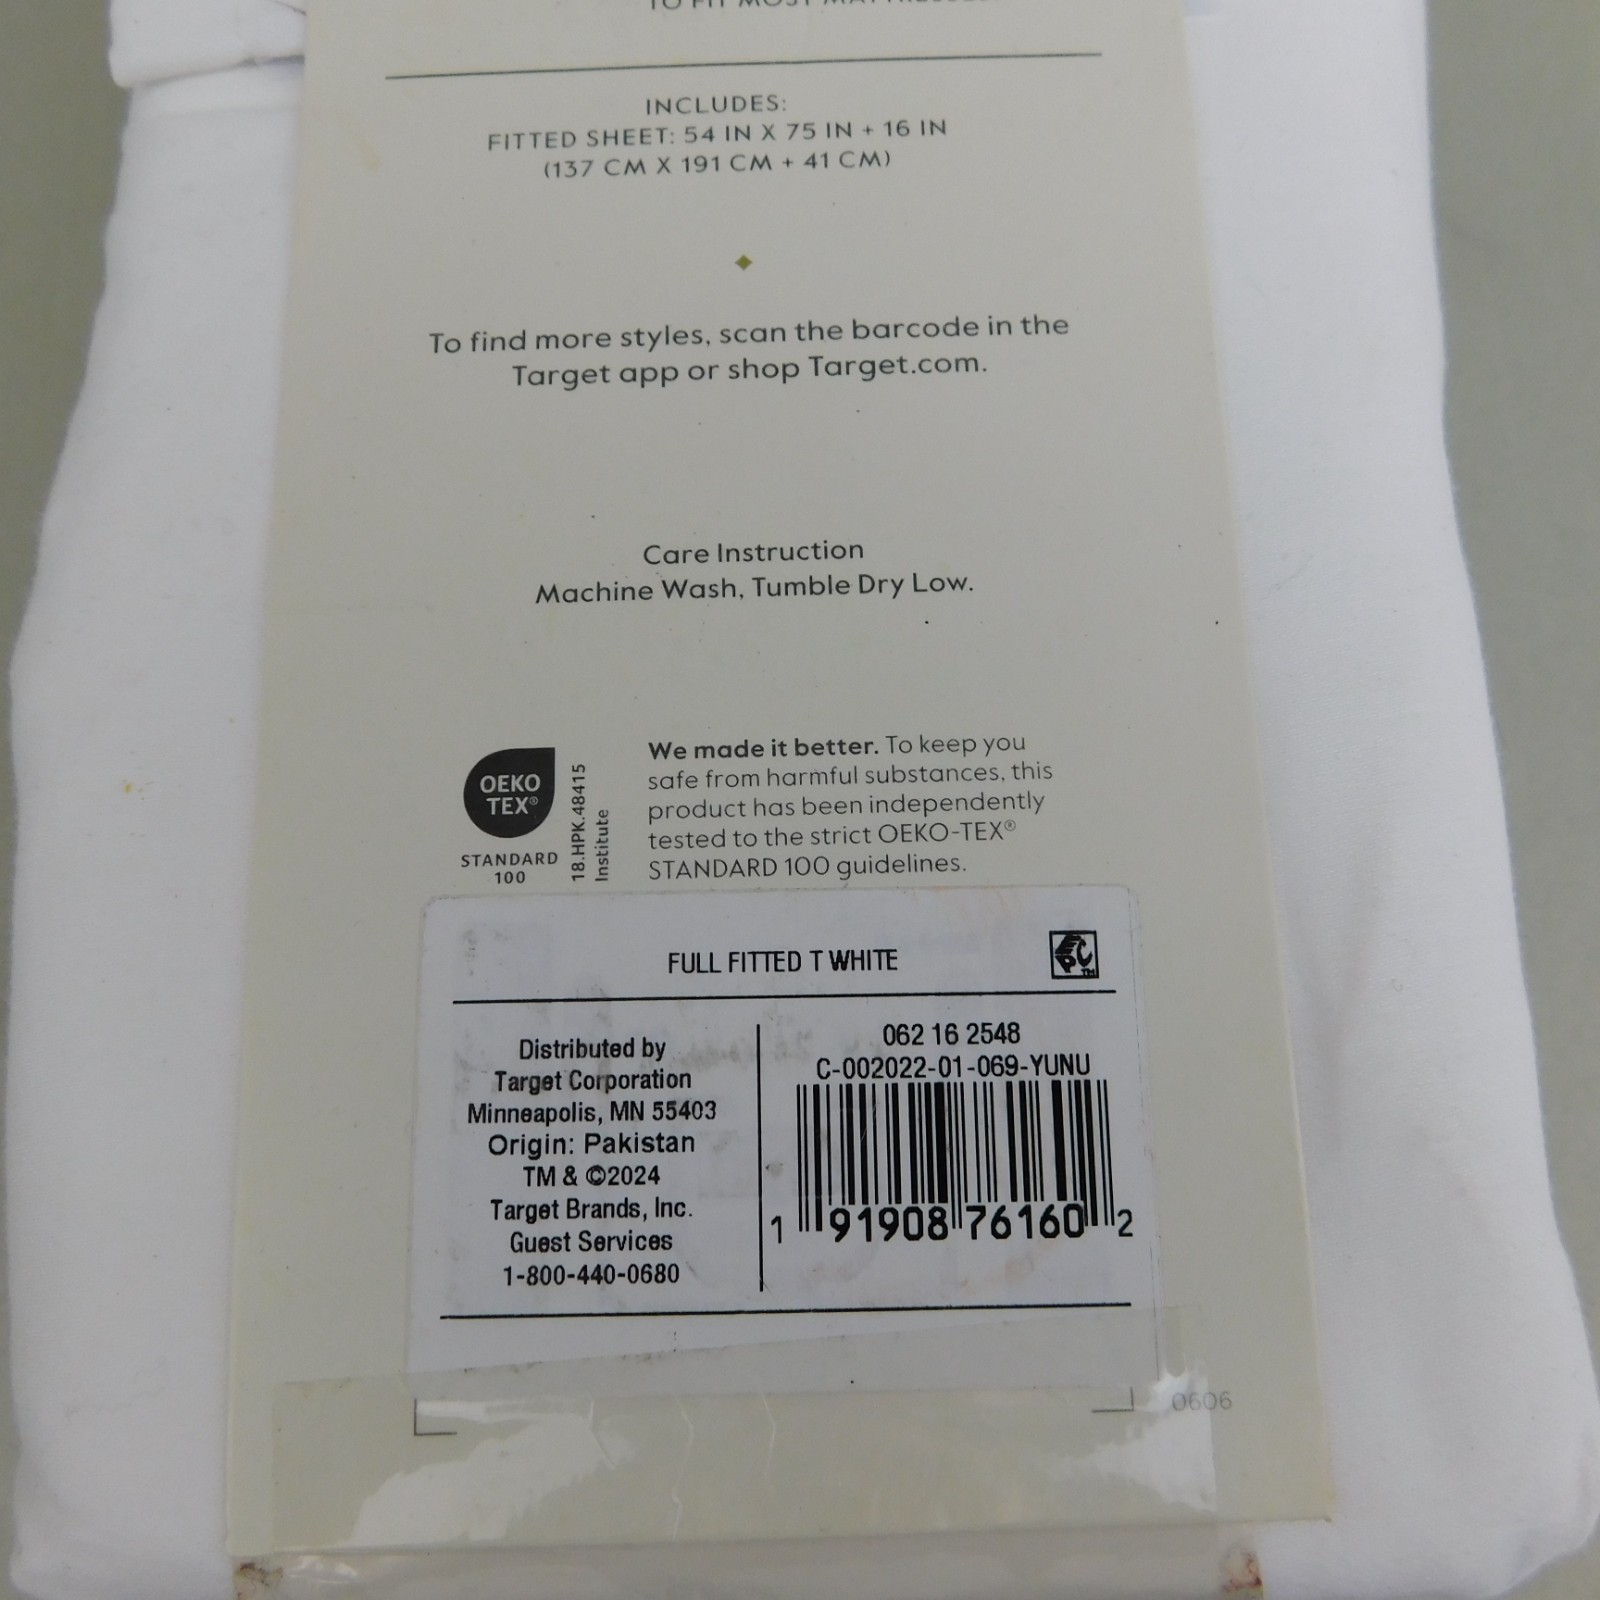 TO FIT MOST MATTRESSES.
INCLUDES:
FITTED SHEET: 54 IN X 75 IN + 16 IN
(137 CM X 191 CM + 41 CM)
To find more styles, scan the barcode in the
Target app or shop Target.com.
Care Instruction
Machine Wash, Tumble Dry Low.
OEKO
TEX®
STANDARD
100
18.HPK.48415
Institute
We made it better. To keep you
safe from harmful substances, this
product has been independently
tested to the strict OEKO-TEX®
STANDARD 100 guidelines.
FULL FITTED T WHITE
EPC™
Distributed by
Target Corporation
Minneapolis, MN 55403
Origin: Pakistan
TM & ©2024
Target Brands, Inc.
Guest Services
1-800-440-0680
062 16 2548
C-002022-01-069-YUNU
1 91908 76160 2
0606